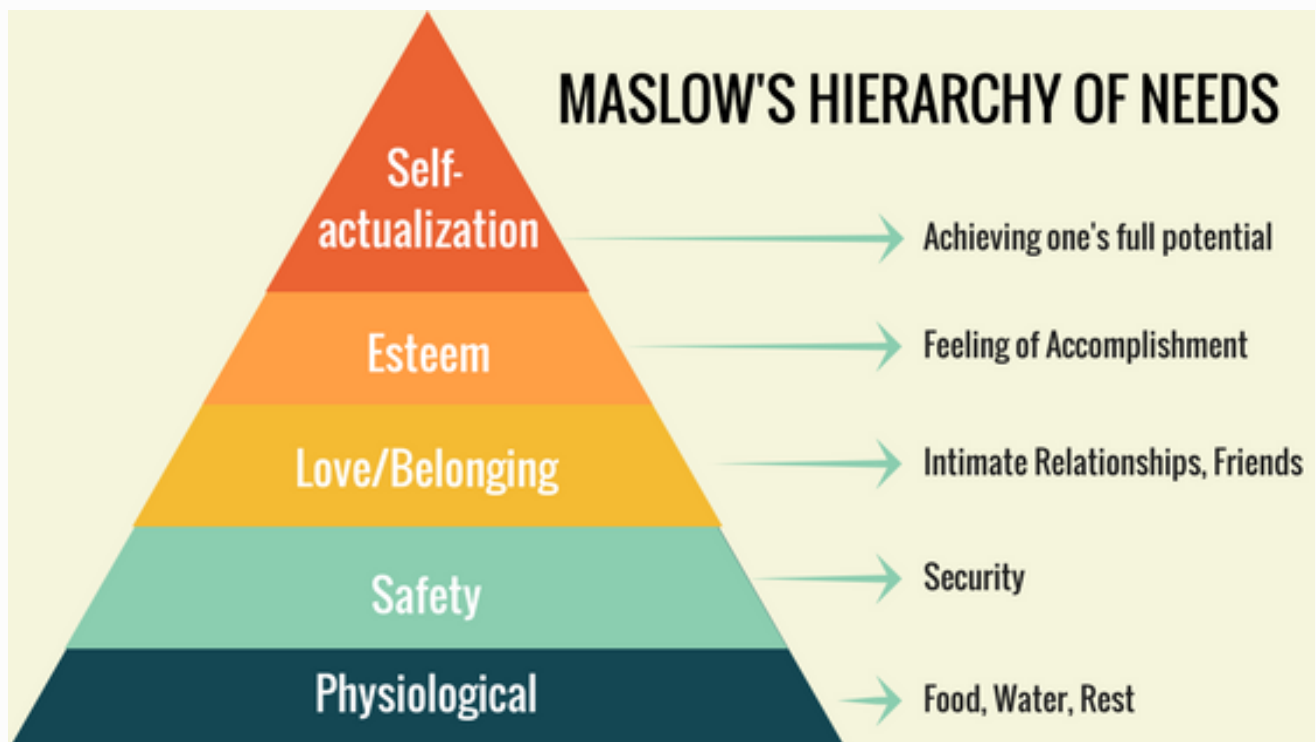 MASLOW'S HIERARCHY OF NEEDS
Self-
actualization
Achieving one's full potential
Esteem
Feeling of Accomplishment
Love/Belonging
Intimate Relationships, Friends
Safety
Security
Physiological
Food, Water, Rest